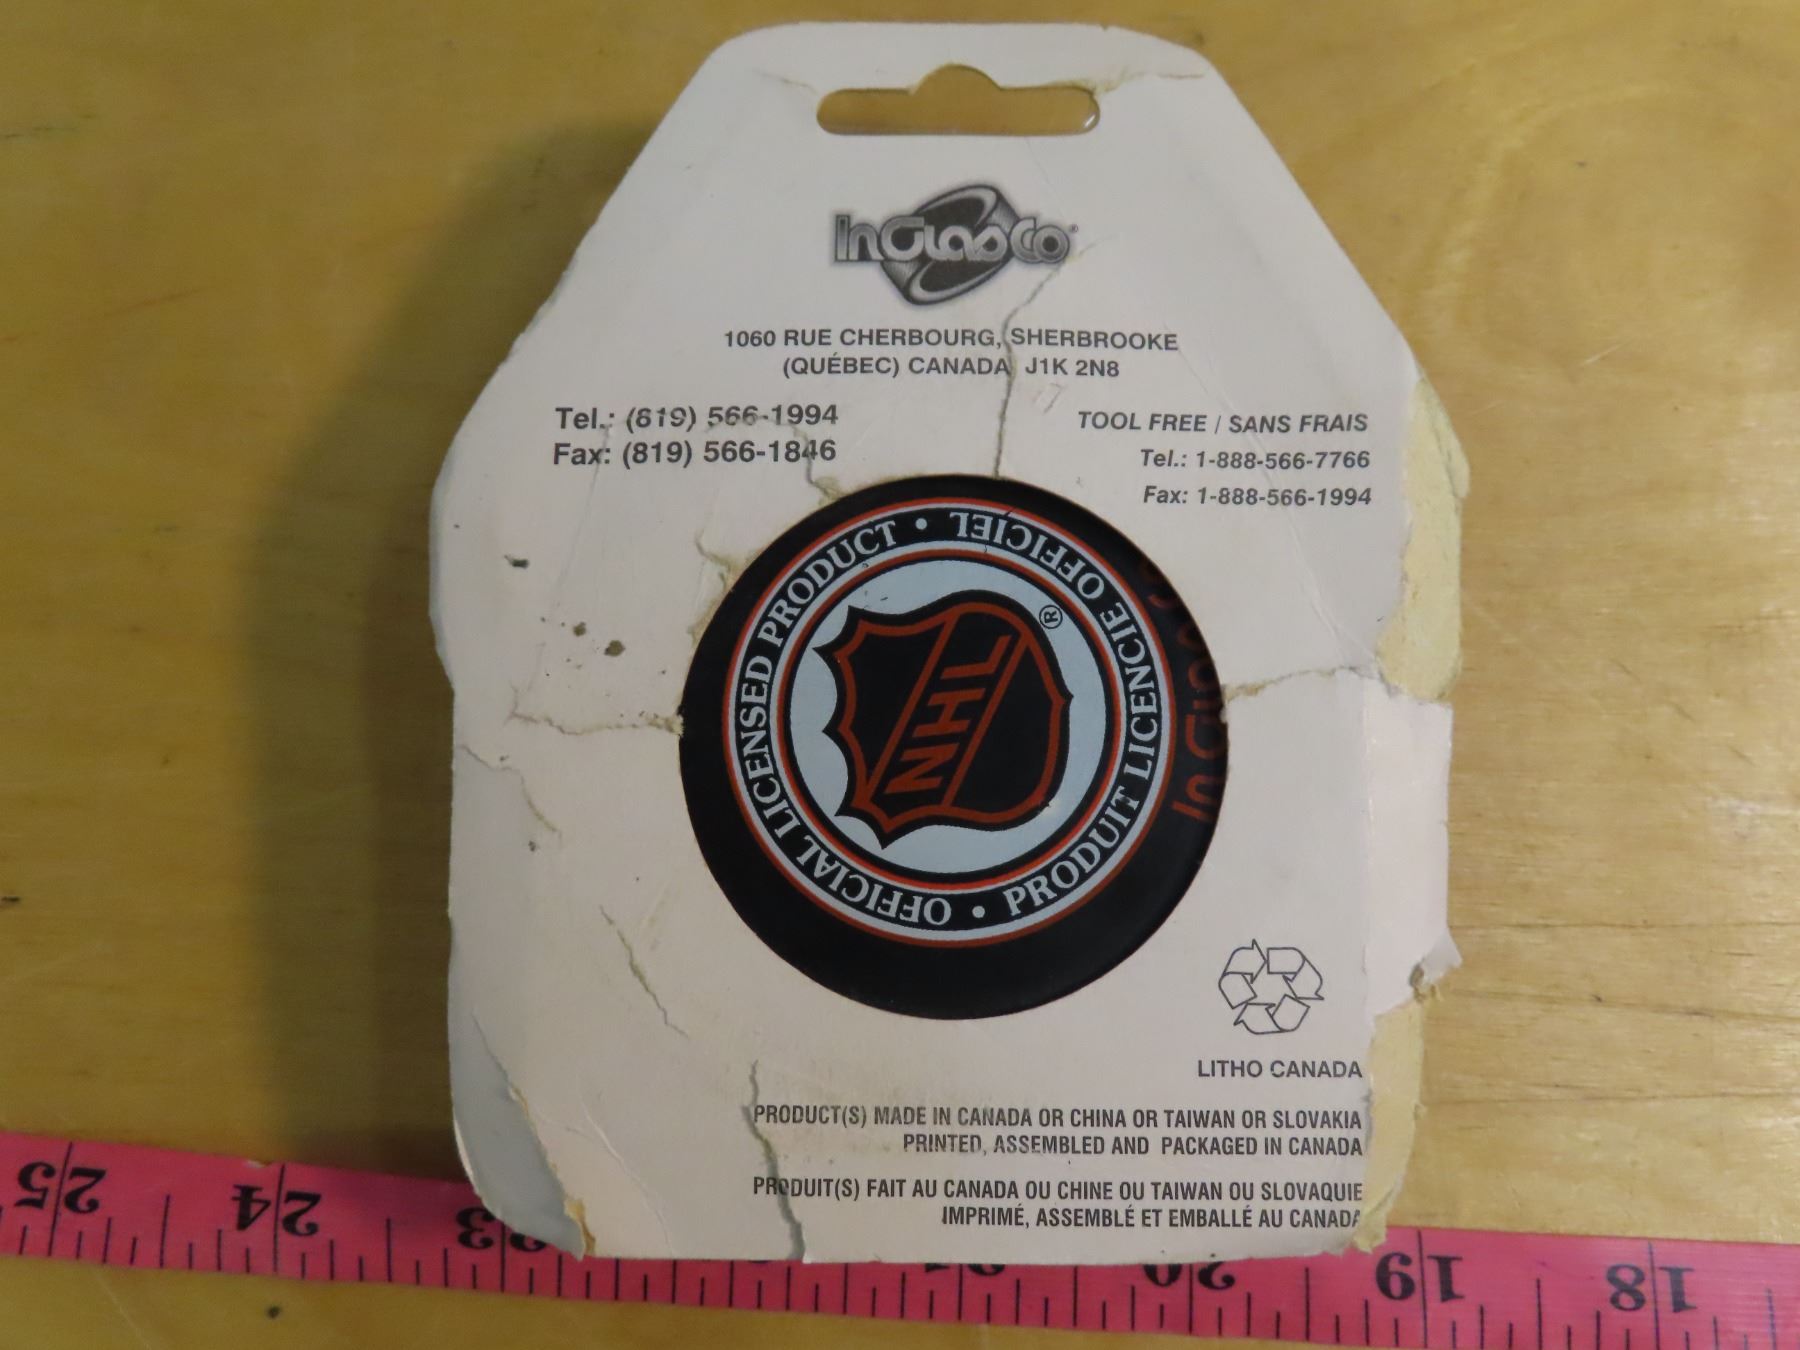 InGlasCo®
1060 RUE CHERBOURG, SHERBROOKE
(QUÉBEC) CANADA J1K 2N8
Tel.: (819) 566-1994
Fax: (819) 566-1846
TOOL FREE / SANS FRAIS
Tel.: 1-888-566-7766
Fax: 1-888-566-1994
OFFICIAL LICENSED PRODUCT •
PRODUIT LICENCIE OFFICIEL •
NHL ®
LITHO CANADA
PRODUCT(S) MADE IN CANADA OR CHINA OR TAIWAN OR SLOVAKIA
PRINTED, ASSEMBLED AND PACKAGED IN CANADA
PRODUIT(S) FAIT AU CANADA OU CHINE OU TAIWAN OU SLOVAQUIE
IMPRIMÉ, ASSEMBLÉ ET EMBALLÉ AU CANADA
25 24 23 21 20 19 18